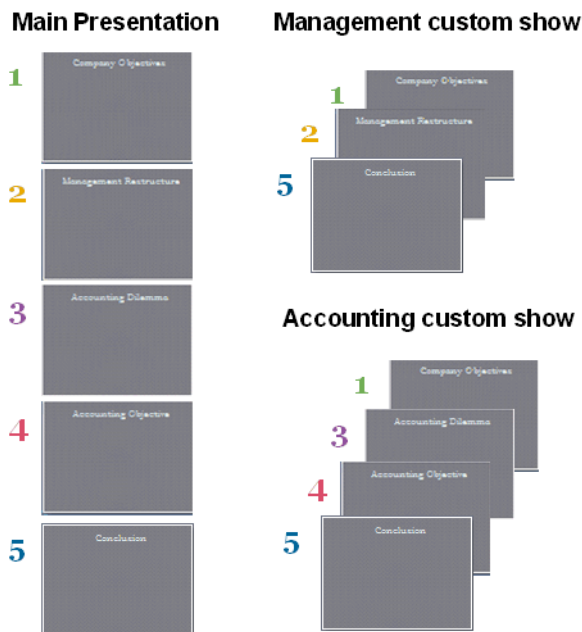 Main Presentation
1
Company Objectives
2
Management Restructure
3
Accounting Dilemma
4
Accounting Objective
5
Conclusion
Management custom show
1
Company Objectives
2
Management Restructure
5
Conclusion
Accounting custom show
1
Company Objectives
3
Accounting Dilemma
4
Accounting Objective
5
Conclusion